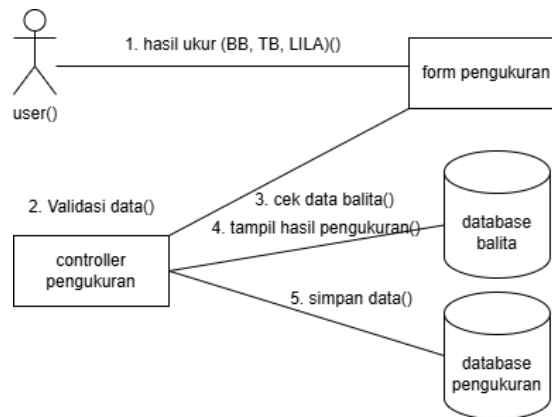 1. hasil ukur (BB, TB, LILA)()
form pengukuran
user()
2. Validasi data()
3. cek data balita()
4. tampil hasil pengukuran()
controller
pengukuran
database
balita
5. simpan data()
database
pengukuran